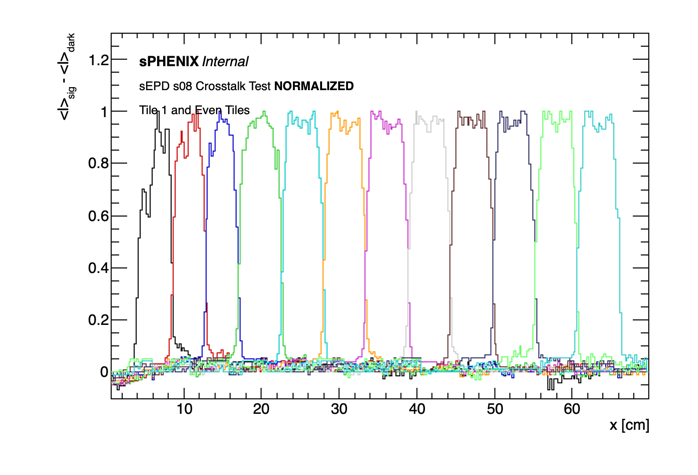 <I>sig - <I>dark
1.2
1
0.8
0.6
0.4
0.2
0
sPHENIX Internal
sEPD s08 Crosstalk Test NORMALIZED
Tile 1 and Even Tiles
10 20 30 40 50 60
x [cm]